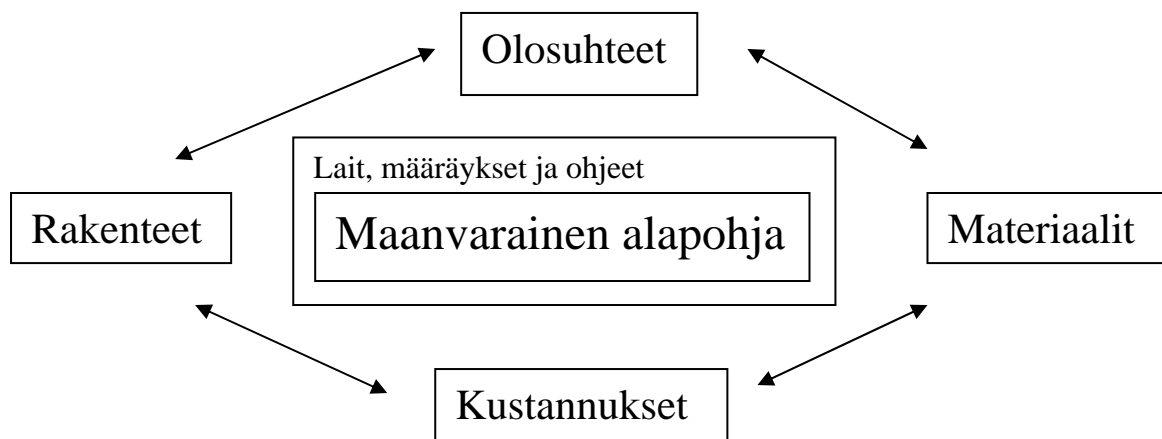 Olosuhteet
Lait, määräykset ja ohjeet
Rakenteet
Maanvarainen alapohja
Materiaalit
Kustannukset